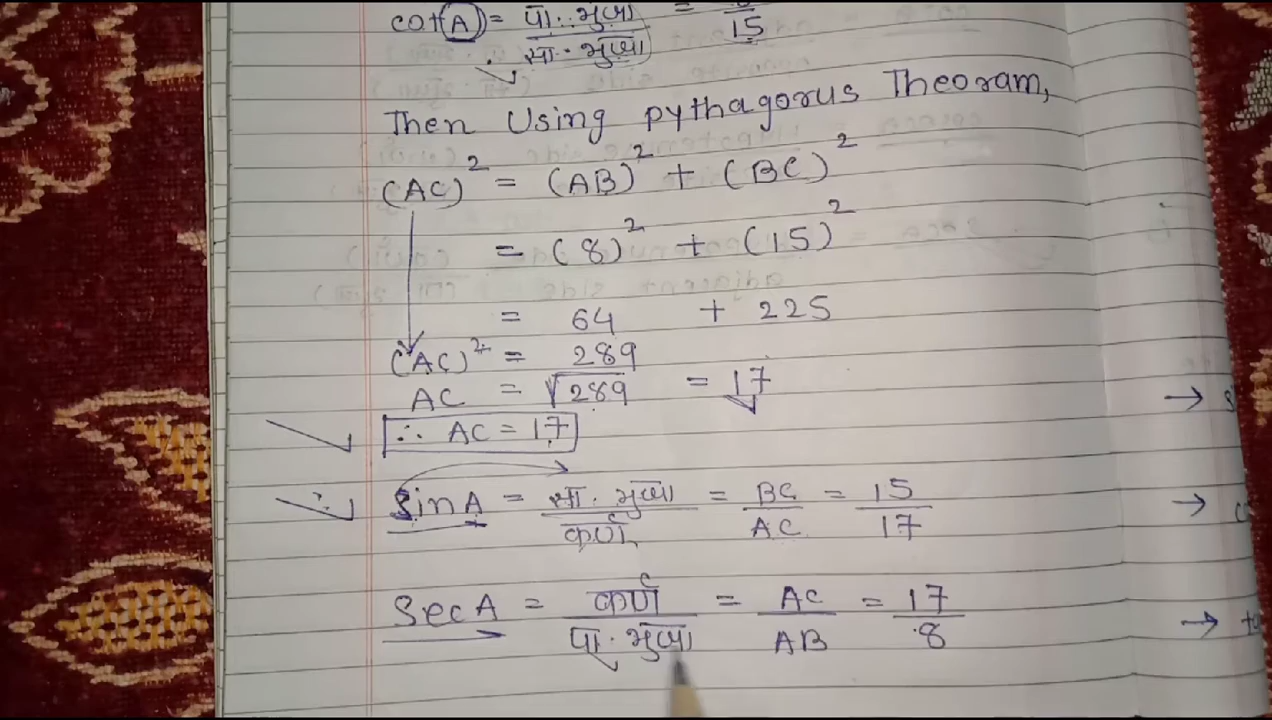 cot(A) = पा. भुजा / सा. भुजा = / 15
Then Using pythagorus Theoram,
(AC)² = (AB)² + (BC)²
= (8)² + (15)²
= 64 + 225
(AC)² = 289
AC = √289 = 17
∴ AC = 17
∵ SinA = सा. भुजा / कर्ण = BC / AC = 15 / 17
SecA = कर्ण / पा. भुजा = AC / AB = 17 / 8